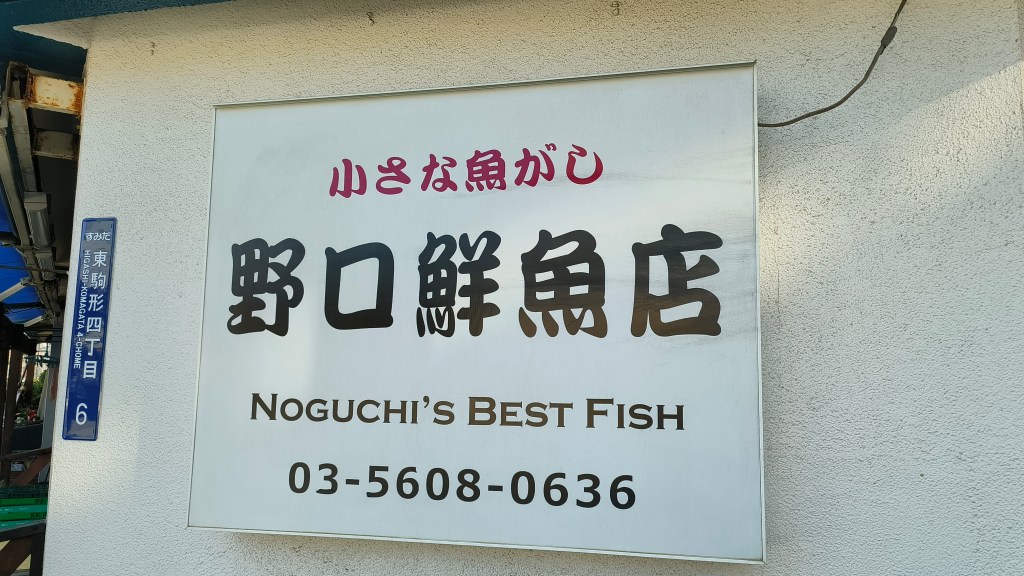 小さな魚がし
野口鮮魚店
NOGUCHI'S BEST FISH
03-5608-0636
すみだ
東駒形四丁目
HIGASHI-KOMAGATA 4-CHOME
6